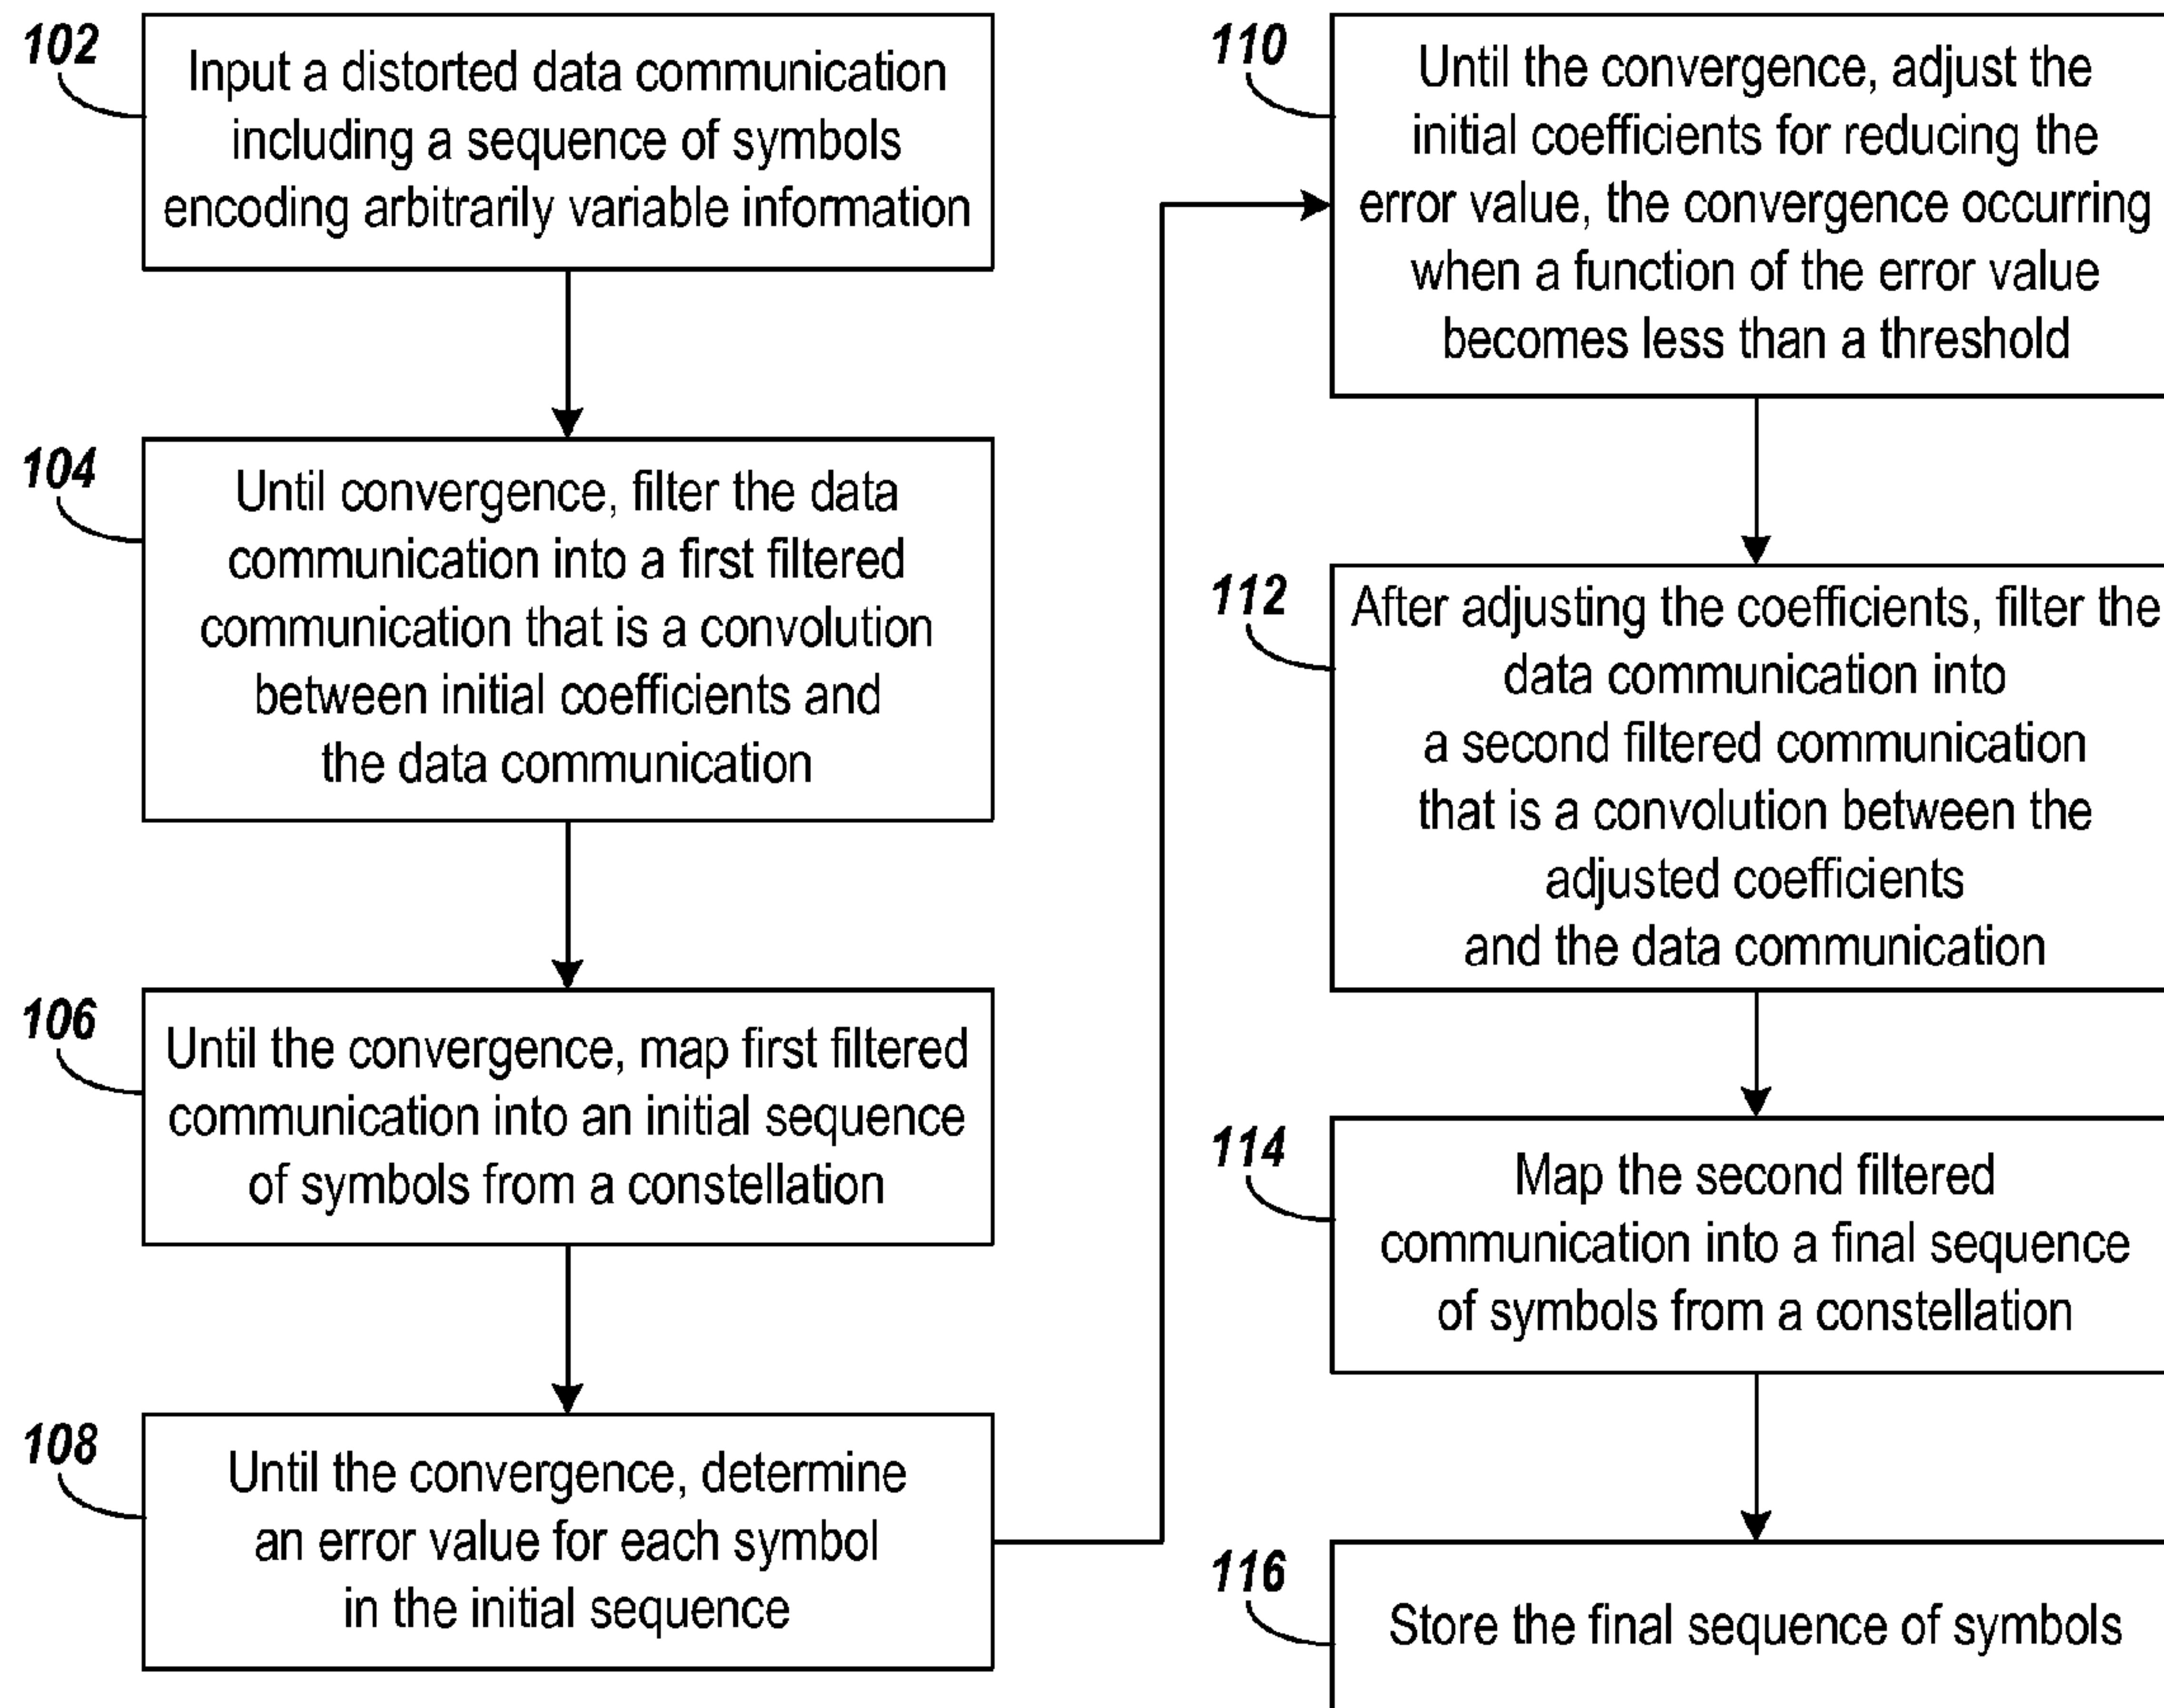 102
Input a distorted data communication
including a sequence of symbols
encoding arbitrarily variable information
104
Until convergence, filter the data
communication into a first filtered
communication that is a convolution
between initial coefficients and
the data communication
106
Until the convergence, map first filtered
communication into an initial sequence
of symbols from a constellation
108
Until the convergence, determine
an error value for each symbol
in the initial sequence
110
Until the convergence, adjust the
initial coefficients for reducing the
error value, the convergence occurring
when a function of the error value
becomes less than a threshold
112
After adjusting the coefficients, filter the
data communication into
a second filtered communication
that is a convolution between the
adjusted coefficients
and the data communication
114
Map the second filtered
communication into a final sequence
of symbols from a constellation
116
Store the final sequence of symbols